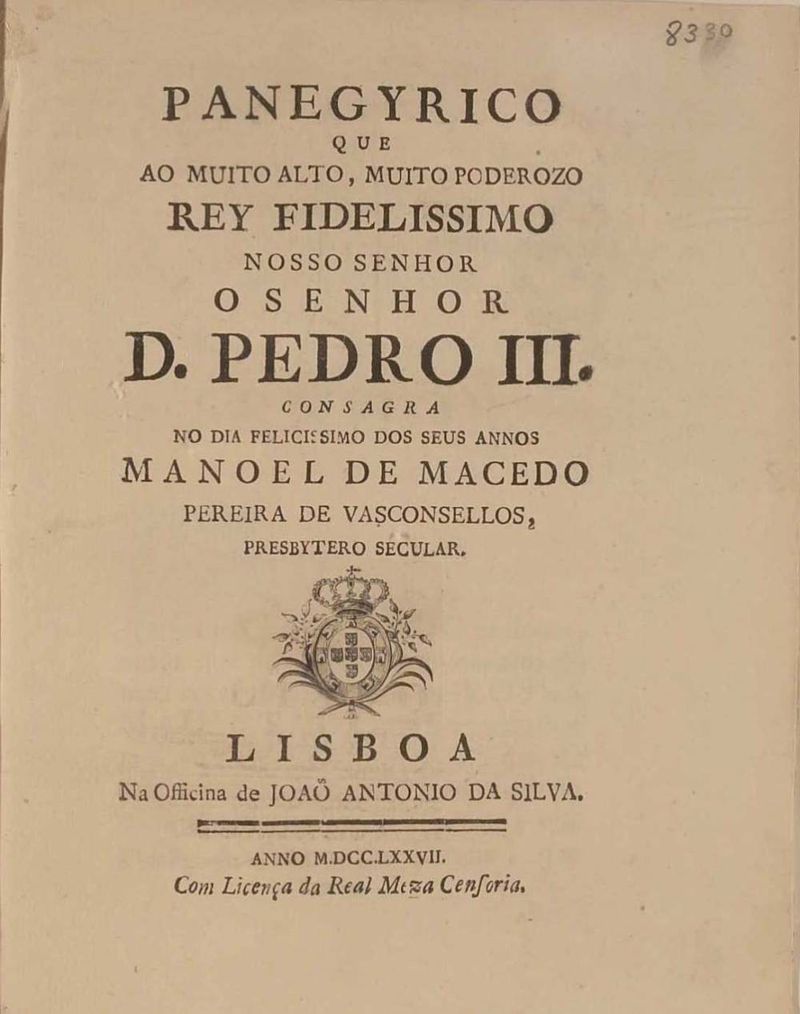 8330
PANEGYRICO
QUE
AO MUITO ALTO, MUITO PODEROZO
REY FIDELISSIMO
NOSSO SENHOR
O SENHOR
D. PEDRO III.
CONSAGRA
NO DIA FELICISSIMO DOS SEUS ANNOS
MANOEL DE MACEDO
PEREIRA DE VASCONSELLOS,
PRESBYTERO SECULAR.
LISBOA
Na Officina de JOAÕ ANTONIO DA SILVA.
ANNO M.DCC.LXXVII.
Com Licença da Real Meza Cenſoria.